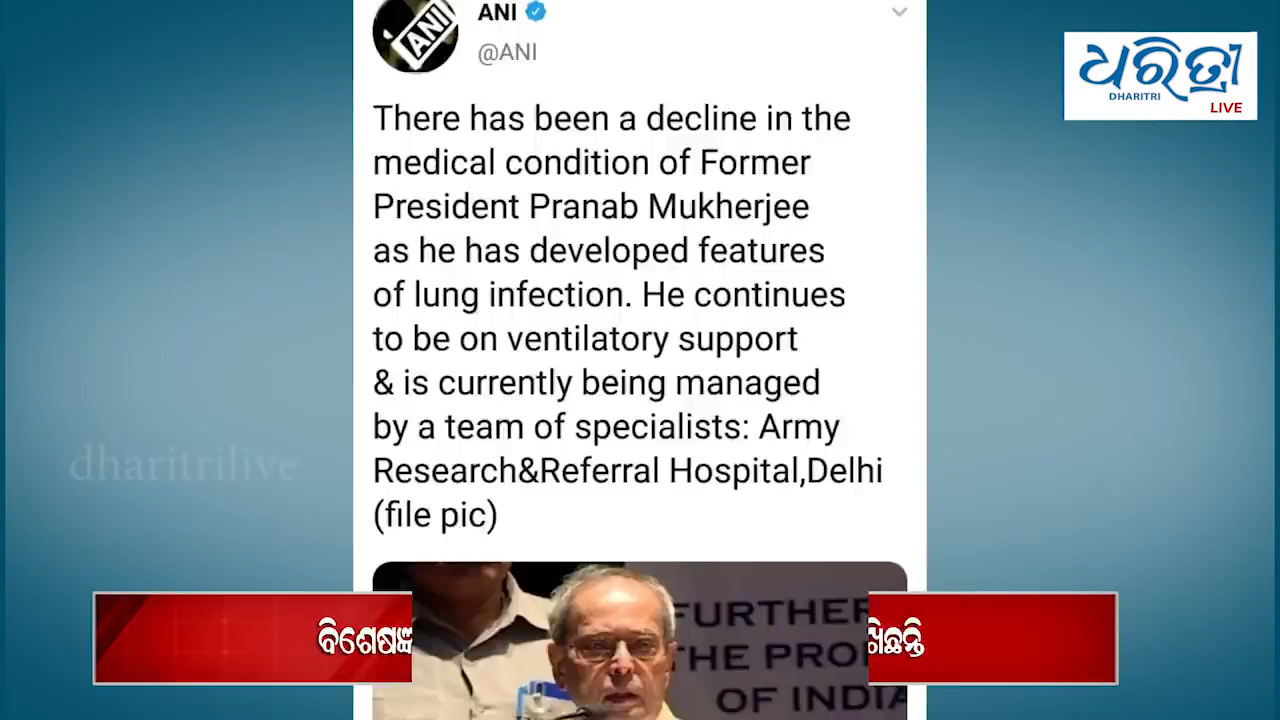 ANI
ANI
@ANI
ଧରିତ୍ରୀ
DHARITRI
LIVE
There has been a decline in the
medical condition of Former
President Pranab Mukherjee
as he has developed features
of lung infection. He continues
to be on ventilatory support
& is currently being managed
by a team of specialists: Army
Research&Referral Hospital,Delhi
(file pic)
dharitrilive
FURTHER
THE PRO
OF INDIA
ବିଶେଷଜ୍ଞ